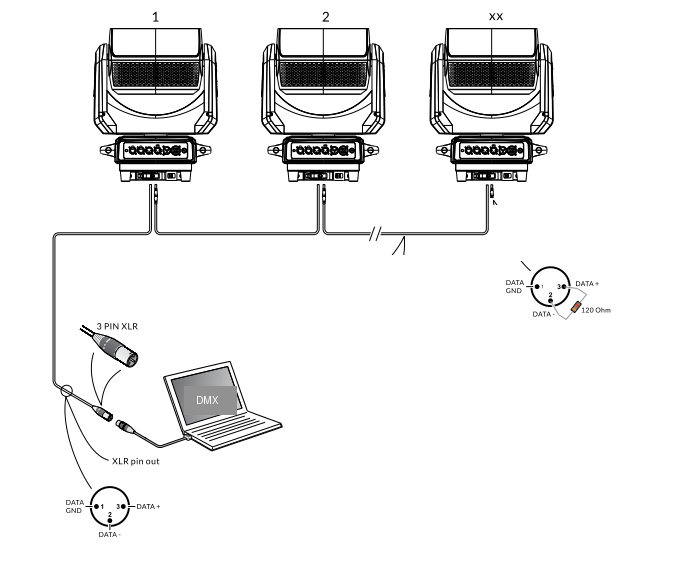 1
2
xx
DATA
GND
1
3
DATA +
2
DATA -
120 Ohm
3 PIN XLR
DMX
XLR pin out
DATA
GND
1
3
DATA +
2
DATA -